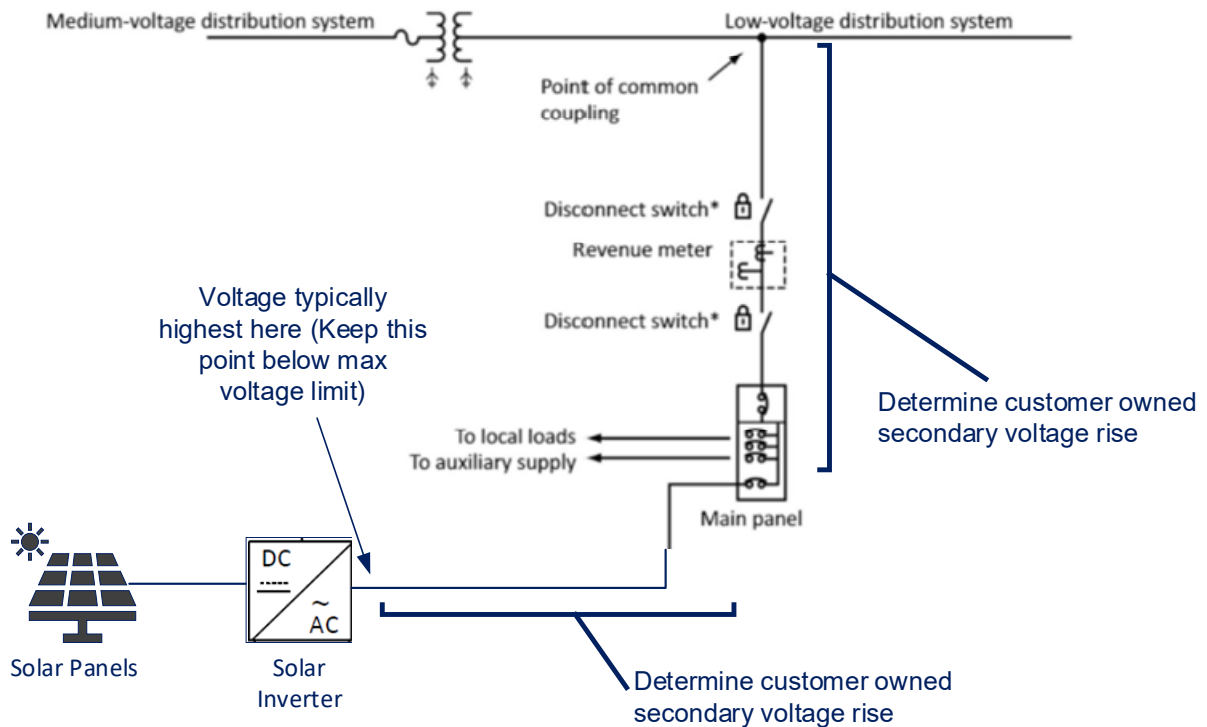 Medium-voltage distribution system
Low-voltage distribution system
Point of common
coupling
Disconnect switch*
Revenue meter
Disconnect switch*
Voltage typically
highest here (Keep this
point below max
voltage limit)
Determine customer owned
secondary voltage rise
To local loads
To auxiliary supply
Main panel
DC
AC
Solar Panels
Solar
Inverter
Determine customer owned
secondary voltage rise